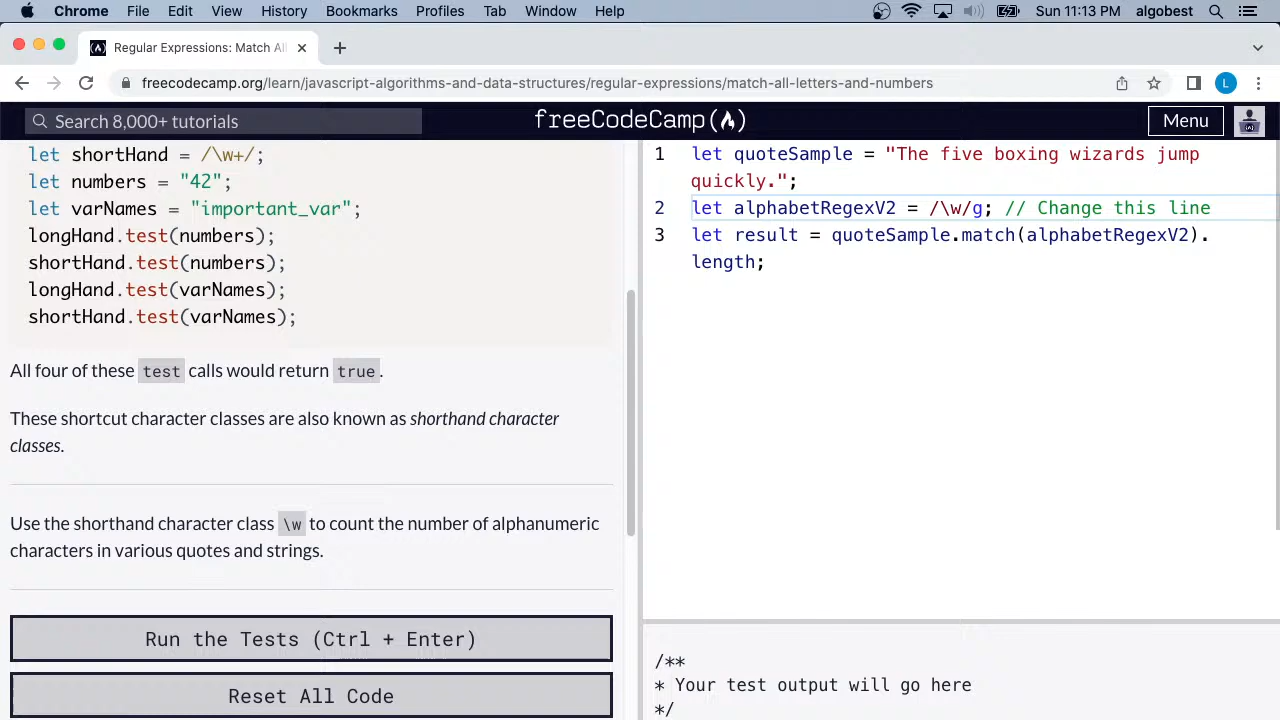 Chrome File Edit View History Bookmarks Profiles Tab Window Help Sun 11:13 PM algobest
Regular Expressions: Match Al
freecodecamp.org/learn/javascript-algorithms-and-data-structures/regular-expressions/match-all-letters-and-numbers L
Search 8,000+ tutorials freeCodeCamp Menu
let shortHand = /\w+/;
let numbers = "42";
let varNames = "important_var";
longHand.test(numbers);
shortHand.test(numbers);
longHand.test(varNames);
shortHand.test(varNames);
All four of these test calls would return true.
These shortcut character classes are also known as shorthand character
classes.
Use the shorthand character class \w to count the number of alphanumeric
characters in various quotes and strings.
Run the Tests (Ctrl + Enter)
Reset All Code
1 let quoteSample = "The five boxing wizards jump
quickly.";
2 let alphabetRegexV2 = /\w/g; // Change this line
3 let result = quoteSample.match(alphabetRegexV2).
length;
/**
* Your test output will go here
*/